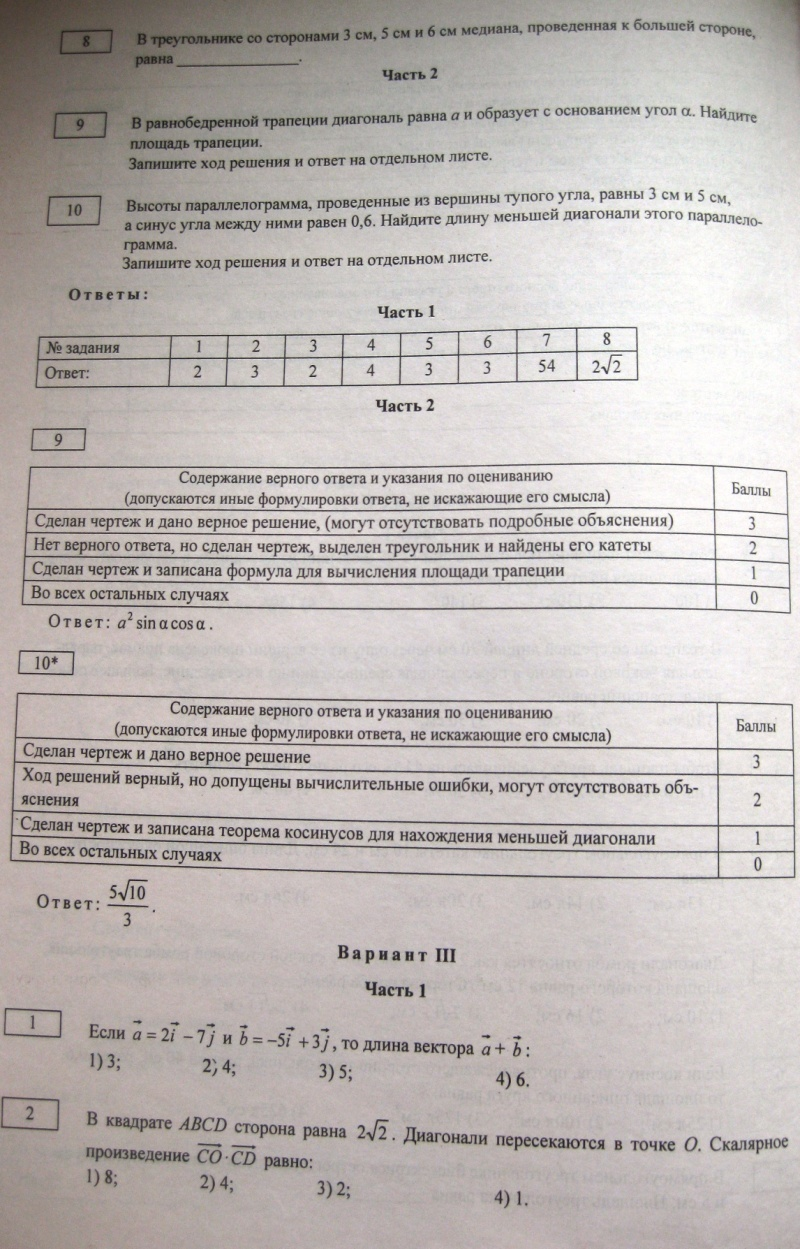 8
В треугольнике со сторонами 3 см, 5 см и 6 см медиана, проведенная к большей стороне,
равна _______________.
Часть 2
9
В равнобедренной трапеции диагональ равна a и образует с основанием угол α. Найдите
площадь трапеции.
Запишите ход решения и ответ на отдельном листе.
10
Высоты параллелограмма, проведенные из вершины тупого угла, равны 3 см и 5 см,
а синус угла между ними равен 0,6. Найдите длину меньшей диагонали этого параллело-
грамма.
Запишите ход решения и ответ на отдельном листе.
Ответы:
Часть 1
№ задания 1 2 3 4 5 6 7 8
Ответ: 2 3 2 4 3 3 54 2√2
Часть 2
9
Содержание верного ответа и указания по оцениванию
(допускаются иные формулировки ответа, не искажающие его смысла) Баллы
Сделан чертеж и дано верное решение, (могут отсутствовать подробные объяснения) 3
Нет верного ответа, но сделан чертеж, выделен треугольник и найдены его катеты 2
Сделан чертеж и записана формула для вычисления площади трапеции 1
Во всех остальных случаях 0
Ответ: a² sin α cos α.
10*
Содержание верного ответа и указания по оцениванию
(допускаются иные формулировки ответа, не искажающие его смысла) Баллы
Сделан чертеж и дано верное решение 3
Ход решений верный, но допущены вычислительные ошибки, могут отсутствовать объ-
яснения 2
Сделан чертеж и записана теорема косинусов для нахождения меньшей диагонали 1
Во всех остальных случаях 0
Ответ: 5√10/3.
Вариант III
Часть 1
1
Если a⃗ = 2i⃗ − 7j⃗ и b⃗ = −5i⃗ + 3j⃗, то длина вектора a⃗ + b⃗ :
1) 3; 2) 4; 3) 5; 4) 6.
2
В квадрате ABCD сторона равна 2√2. Диагонали пересекаются в точке O. Скалярное
произведение CO⃗ · CD⃗ равно:
1) 8; 2) 4; 3) 2; 4) 1.